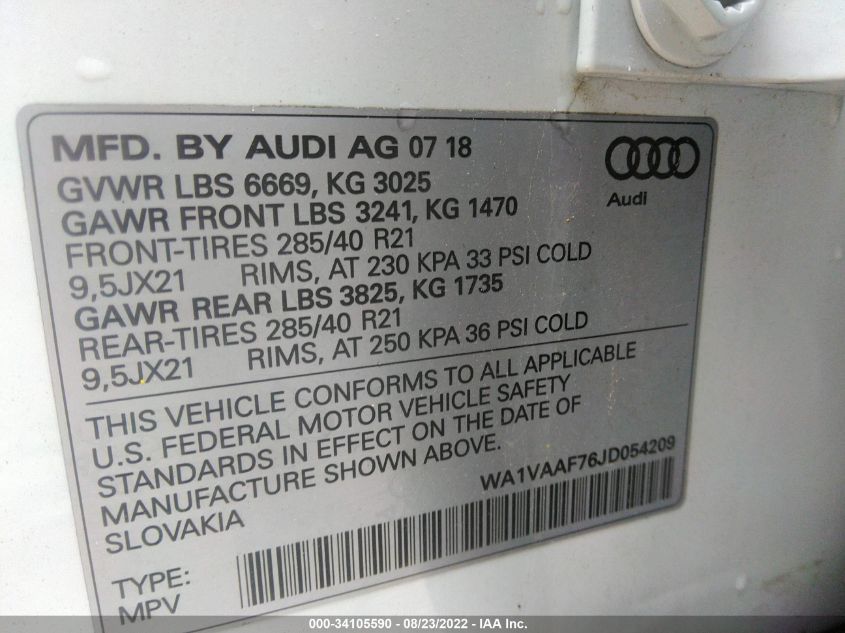 MFD. BY AUDI AG 07 18
Audi
GVWR LBS 6669, KG 3025
GAWR FRONT LBS 3241, KG 1470
FRONT-TIRES 285/40 R21
9,5JX21 RIMS, AT 230 KPA 33 PSI COLD
GAWR REAR LBS 3825, KG 1735
REAR-TIRES 285/40 R21
9,5JX21 RIMS, AT 250 KPA 36 PSI COLD
THIS VEHICLE CONFORMS TO ALL APPLICABLE
U.S. FEDERAL MOTOR VEHICLE SAFETY
STANDARDS IN EFFECT ON THE DATE OF
MANUFACTURE SHOWN ABOVE.
SLOVAKIA
WA1VAAF76JD054209
TYPE:
MPV
000-34105590 - 08/23/2022 - IAA Inc.